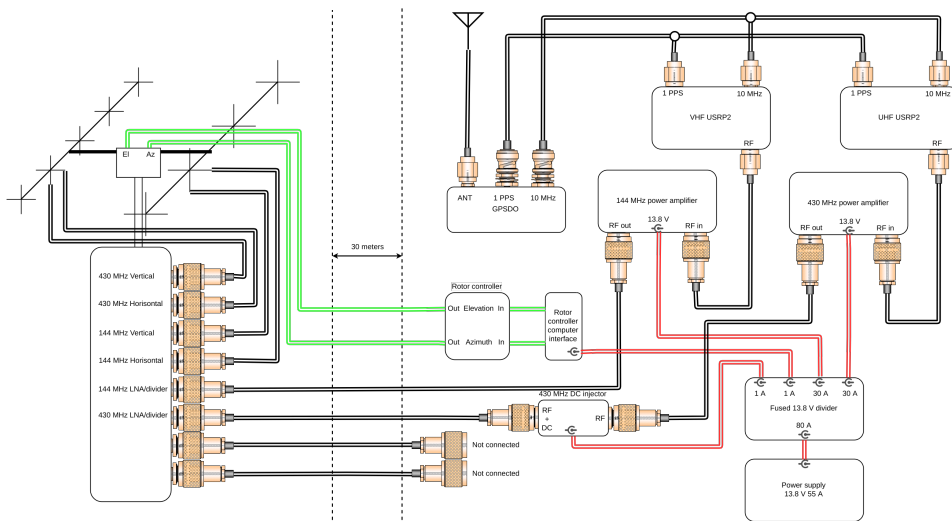 1 PPS
10 MHz
1 PPS
10 MHz
VHF USRP2
UHF USRP2
RF
RF
El
Az
ANT
1 PPS
10 MHz
GPSDO
144 MHz power amplifier
13.8 V
RF out
RF in
430 MHz power amplifier
13.8 V
RF out
RF in
30 meters
430 MHz Vertical
430 MHz Horisontal
144 MHz Vertical
144 MHz Horisontal
144 MHz LNA/divider
430 MHz LNA/divider
Rotor controller
Out Elevation In
Out Azimuth In
Rotor
controller
computer
interface
430 MHz DC injector
RF
+
DC
RF
1 A
1 A
30 A
30 A
Fused 13.8 V divider
80 A
Not connected
Not connected
Power supply
13.8 V 55 A